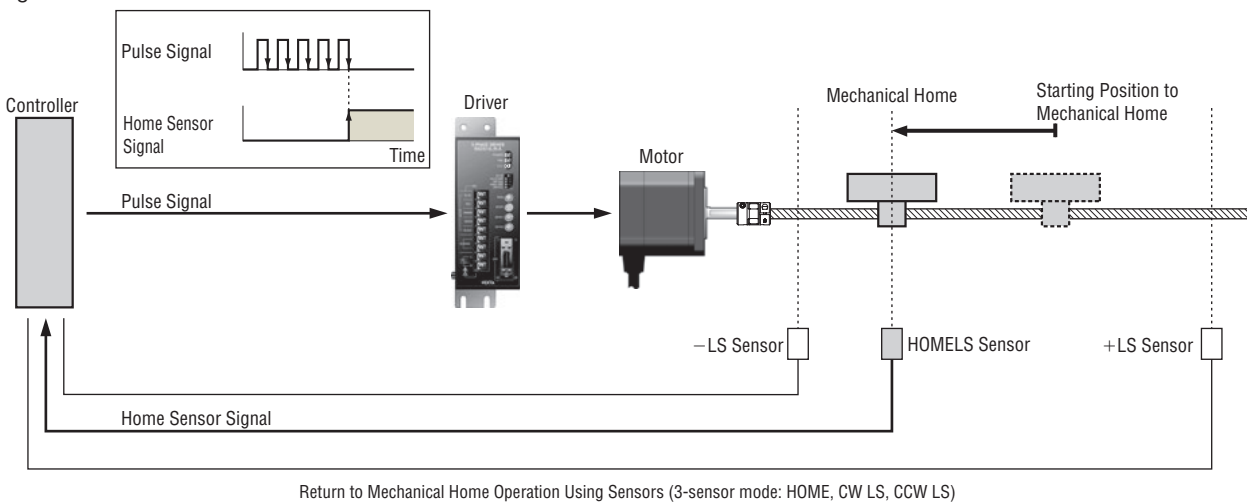 Pulse Signal
Home Sensor
Signal
Time
Controller
Driver
Motor
Mechanical Home
Starting Position to
Mechanical Home
Pulse Signal
−LS Sensor
HOMELS Sensor
+LS Sensor
Home Sensor Signal
Return to Mechanical Home Operation Using Sensors (3-sensor mode: HOME, CW LS, CCW LS)